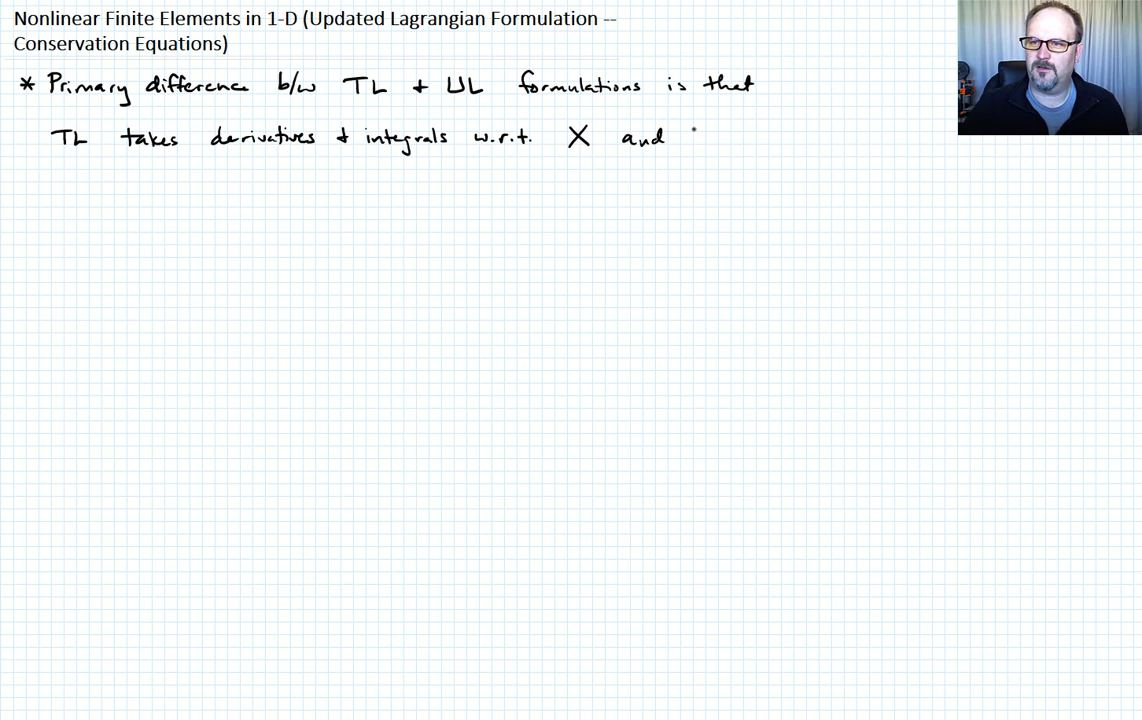 Nonlinear Finite Elements in 1-D (Updated Lagrangian Formulation --
Conservation Equations)
* Primary difference b/w TL + UL formulations is that
TL takes derivatives + integrals w.r.t. X and